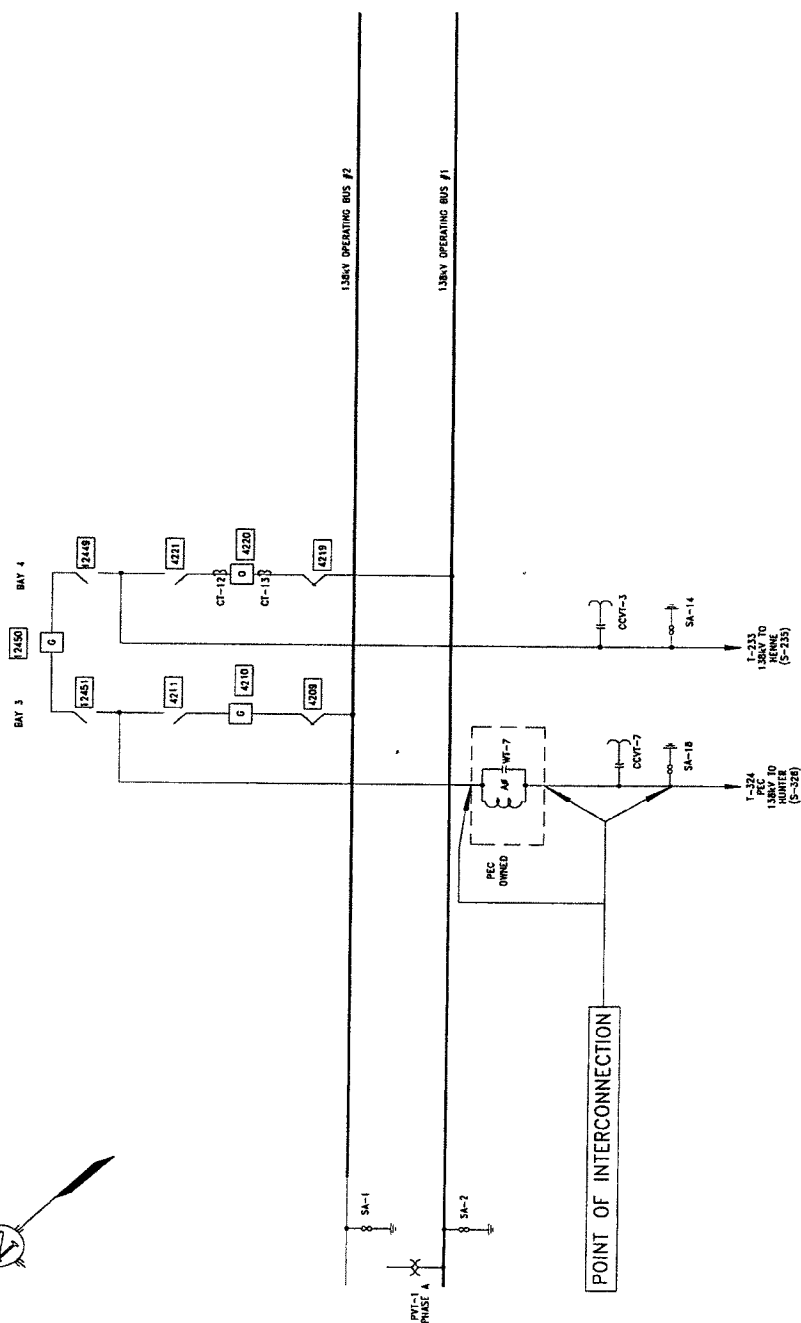 138kV OPERATING BUS #2
138kV OPERATING BUS #1
BAY 4
BAY 3
12450
12449
12451
4221
4211
CT-12
4220
G
G
CT-13
4210
4219
4209
CCVT-3
SA-14
T-233
138kV TO
HENNE
(S-235)
WT-7
PEC
OWNED
CCVT-7
SA-18
T-324
PEC
138kV TO
HUNTER
(S-328)
POINT OF INTERCONNECTION
SA-1
SA-2
PVT-1
PHASE A